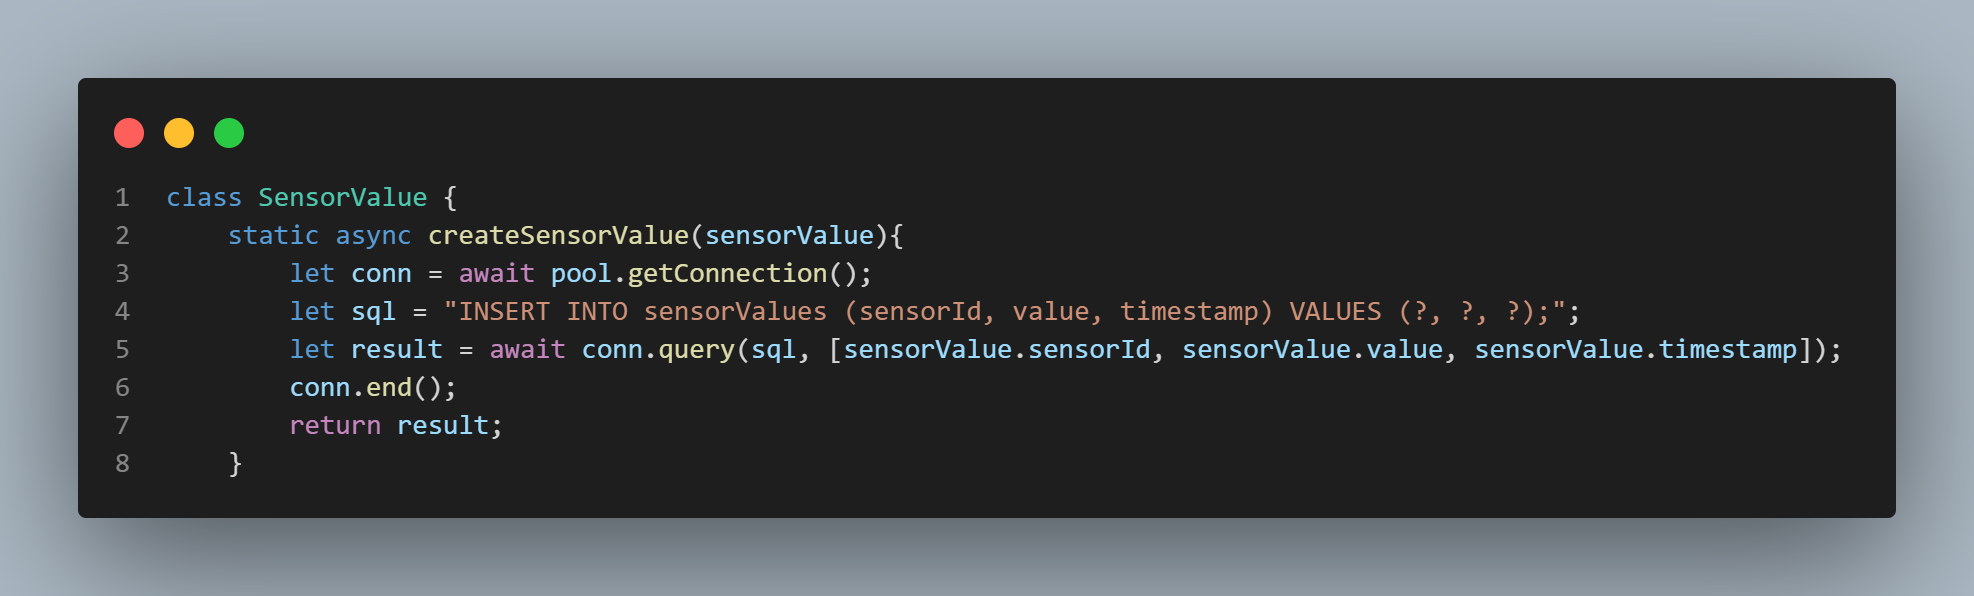 1 class SensorValue {
2     static async createSensorValue(sensorValue){
3         let conn = await pool.getConnection();
4         let sql = "INSERT INTO sensorValues (sensorId, value, timestamp) VALUES (?, ?, ?);";
5         let result = await conn.query(sql, [sensorValue.sensorId, sensorValue.value, sensorValue.timestamp]);
6         conn.end();
7         return result;
8     }